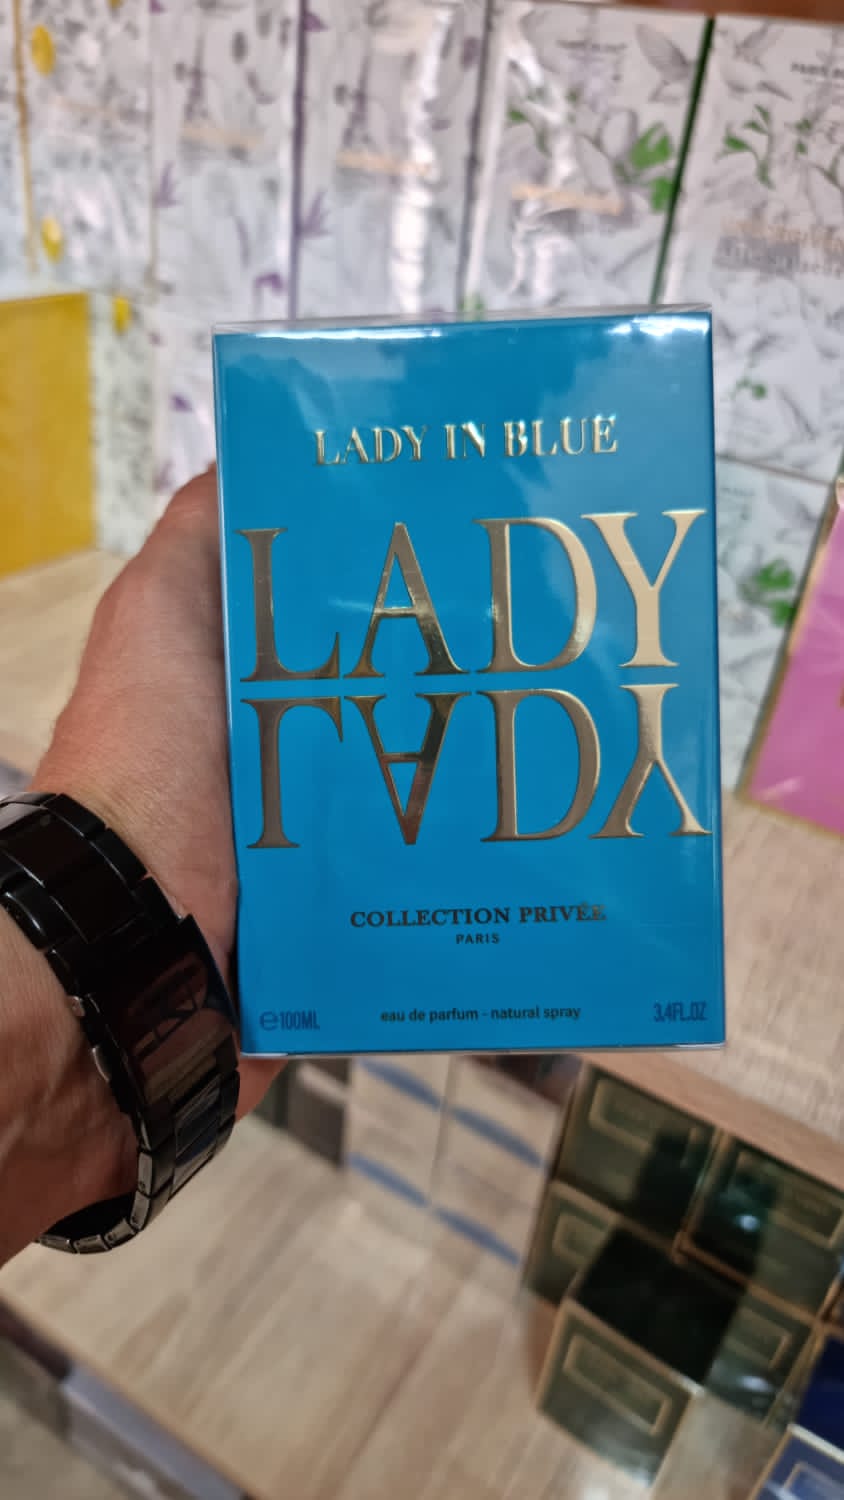 LADY IN BLUE
LADY
LADY
COLLECTION PRIVÉE
PARIS
℮100ML
eau de parfum - natural spray
3.4FL.OZ